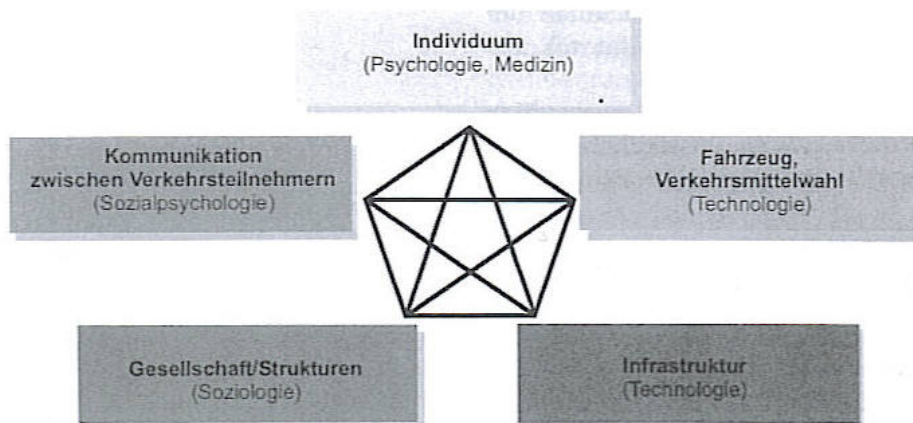 Individuum
(Psychologie, Medizin)
Kommunikation
zwischen Verkehrsteilnehmern
(Sozialpsychologie)
Fahrzeug,
Verkehrsmittelwahl
(Technologie)
Gesellschaft/Strukturen
(Soziologie)
Infrastruktur
(Technologie)